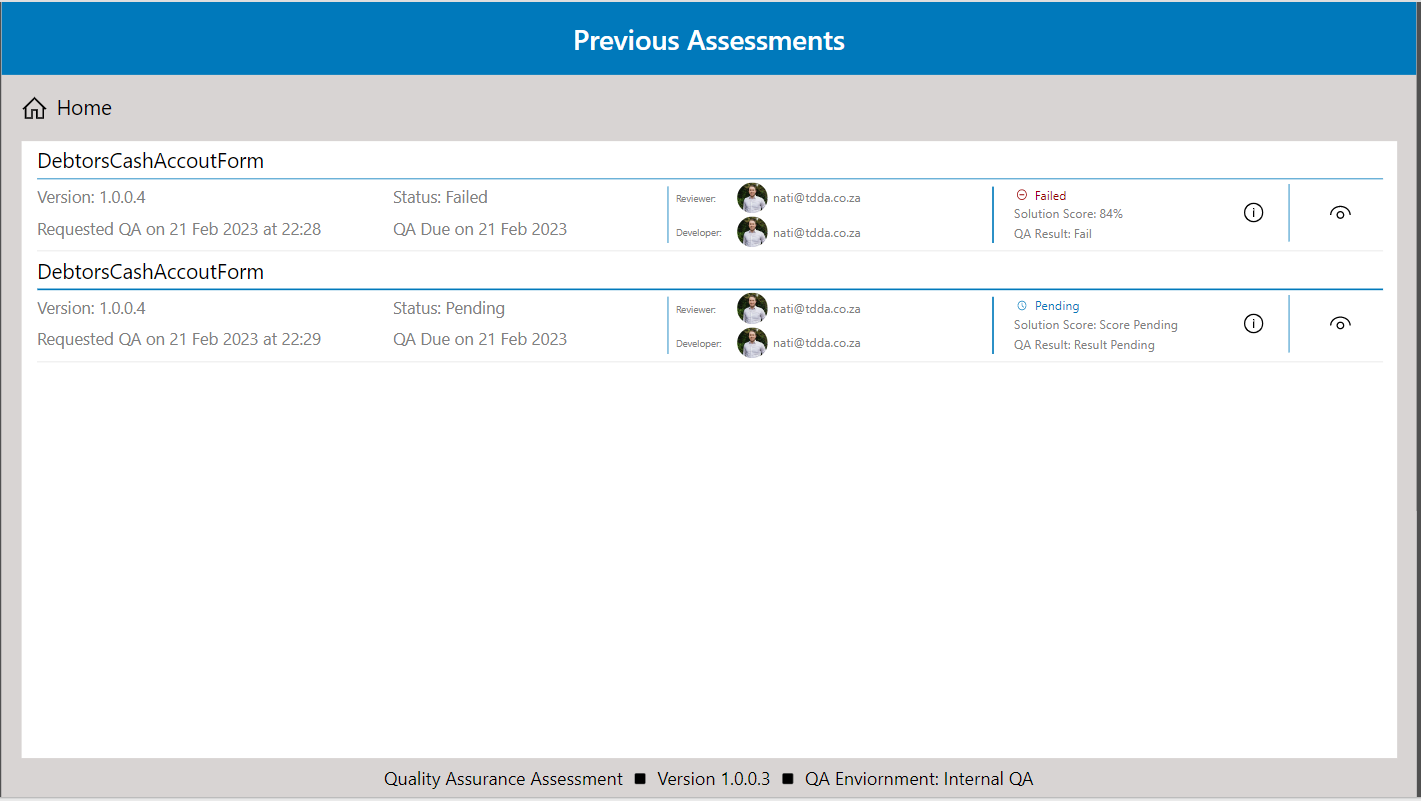 Previous Assessments
Home
DebtorsCashAccoutForm
Version: 1.0.0.4
Requested QA on 21 Feb 2023 at 22:28
Status: Failed
QA Due on 21 Feb 2023
Reviewer: nati@tdda.co.za
Developer: nati@tdda.co.za
Failed
Solution Score: 84%
QA Result: Fail
DebtorsCashAccoutForm
Version: 1.0.0.4
Requested QA on 21 Feb 2023 at 22:29
Status: Pending
QA Due on 21 Feb 2023
Reviewer: nati@tdda.co.za
Developer: nati@tdda.co.za
Pending
Solution Score: Score Pending
QA Result: Result Pending
Quality Assurance Assessment ■ Version 1.0.0.3 ■ QA Enviornment: Internal QA